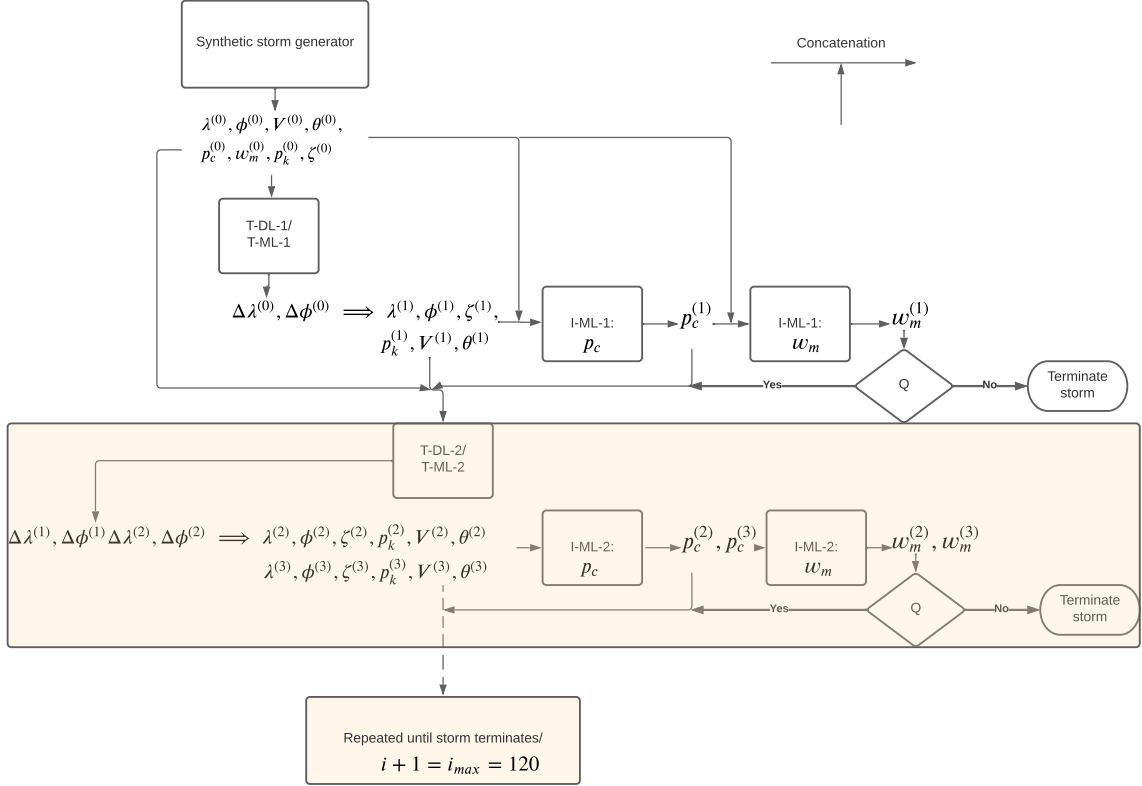 Synthetic storm generator
Concatenation
λ^(0), ϕ^(0), V^(0), θ^(0),
p_c^(0), w_m^(0), p_k^(0), ζ^(0)
T-DL-1/
T-ML-1
Δλ^(0), Δϕ^(0) ⟹ λ^(1), ϕ^(1), ζ^(1),
p_k^(1), V^(1), θ^(1)
I-ML-1:
p_c
p_c^(1)
I-ML-1:
w_m
w_m^(1)
Q
Yes
No
Terminate
storm
T-DL-2/
T-ML-2
Δλ^(1), Δϕ^(1) Δλ^(2), Δϕ^(2) ⟹ λ^(2), ϕ^(2), ζ^(2), p_k^(2), V^(2), θ^(2)
λ^(3), ϕ^(3), ζ^(3), p_k^(3), V^(3), θ^(3)
I-ML-2:
p_c
p_c^(2), p_c^(3)
I-ML-2:
w_m
w_m^(2), w_m^(3)
Q
Yes
No
Terminate
storm
Repeated until storm terminates/
i + 1 = i_max = 120